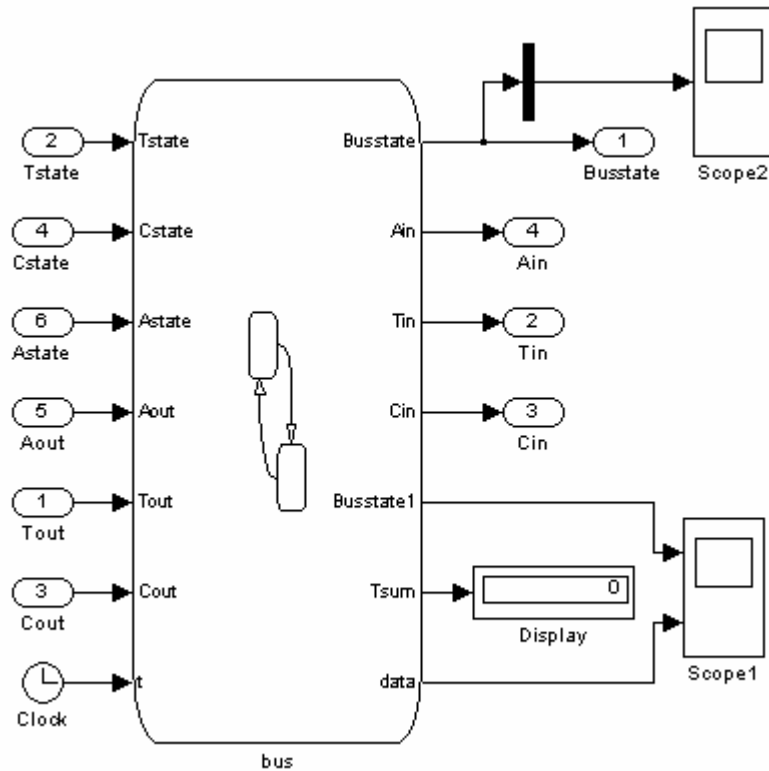 2
Tstate
4
Cstate
6
Astate
5
Aout
1
Tout
3
Cout
Clock
Tstate
Cstate
Astate
Aout
Tout
Cout
t
bus
Busstate
Ain
Tin
Cin
Busstate1
Tsum
data
1
Busstate
4
Ain
2
Tin
3
Cin
0
Display
Scope2
Scope1